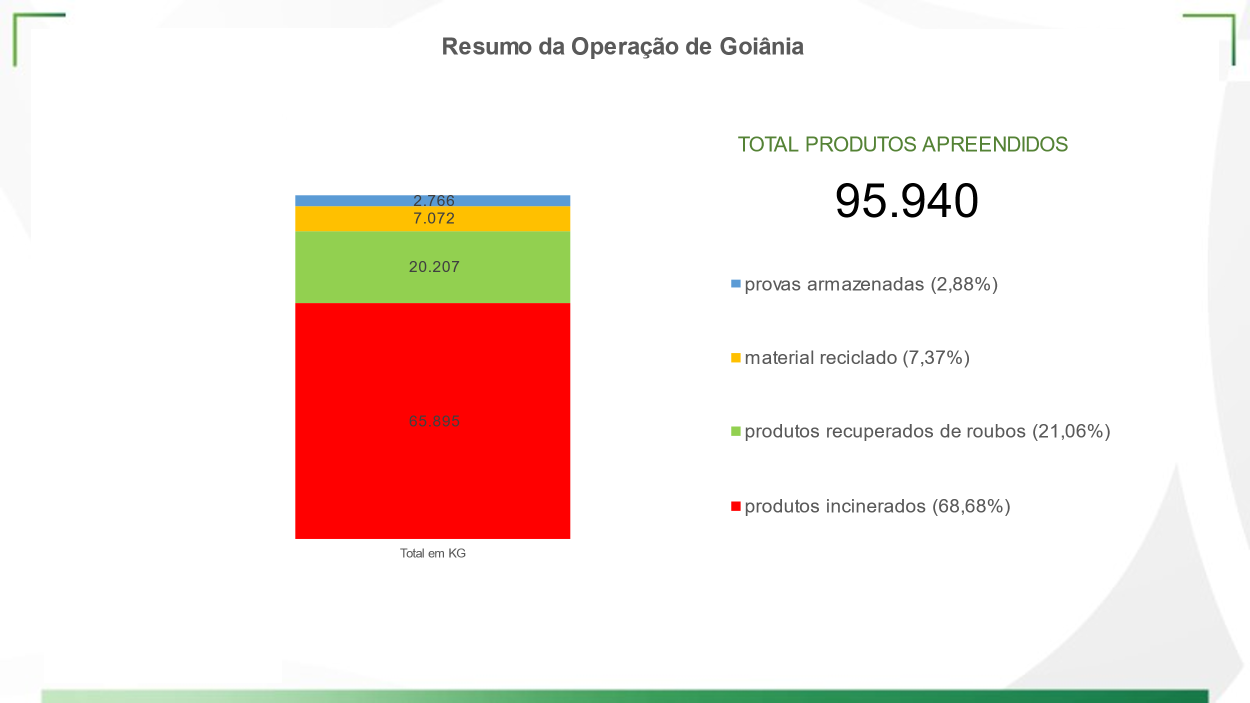 Resumo da Operação de Goiânia
TOTAL PRODUTOS APREENDIDOS
95.940
2.766
7.072
20.207
65.895
Total em KG
provas armazenadas (2,88%)
material reciclado (7,37%)
produtos recuperados de roubos (21,06%)
produtos incinerados (68,68%)